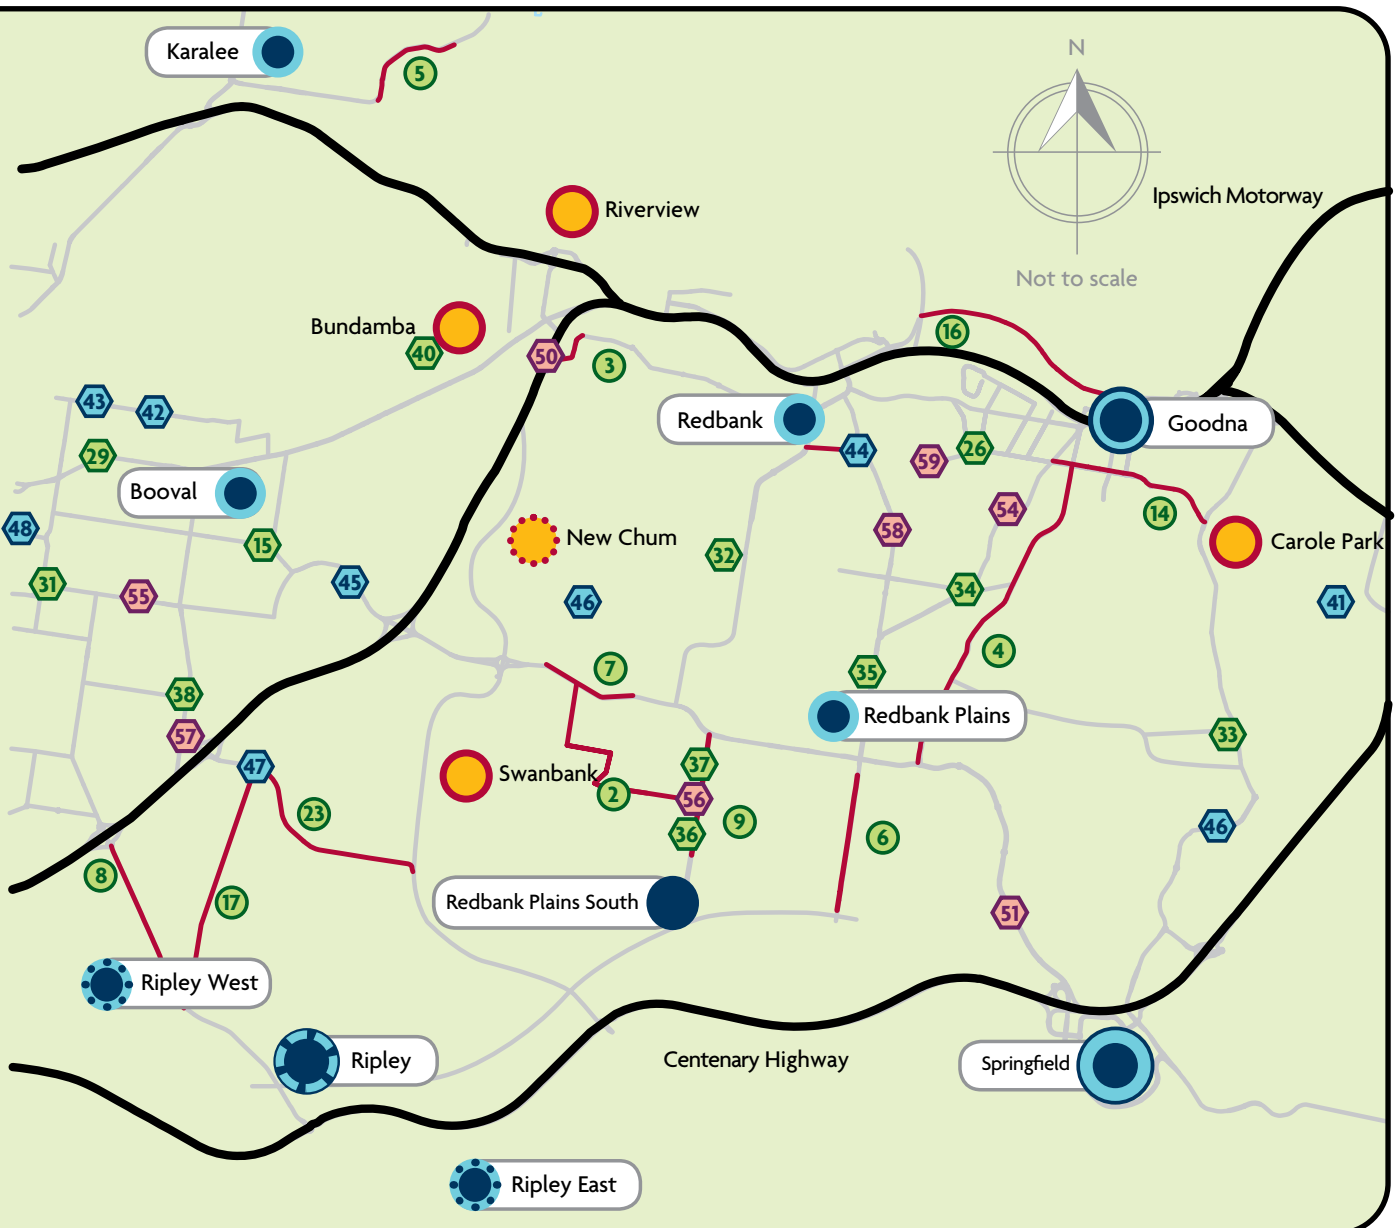 Karalee
5
N
Ipswich Motorway
Riverview
Not to scale
Bundamba
40
50
3
16
43
42
Redbank
Goodna
29
44
59
26
Booval
48
54
14
15
58
New Chum
Carole Park
32
31
55
45
46
34
41
7
4
35
38
Redbank Plains
57
33
47
Swanbank
37
2
56
23
9
36
6
46
8
17
Redbank Plains South
51
Ripley West
Ripley
Centenary Highway
Springfield
Ripley East